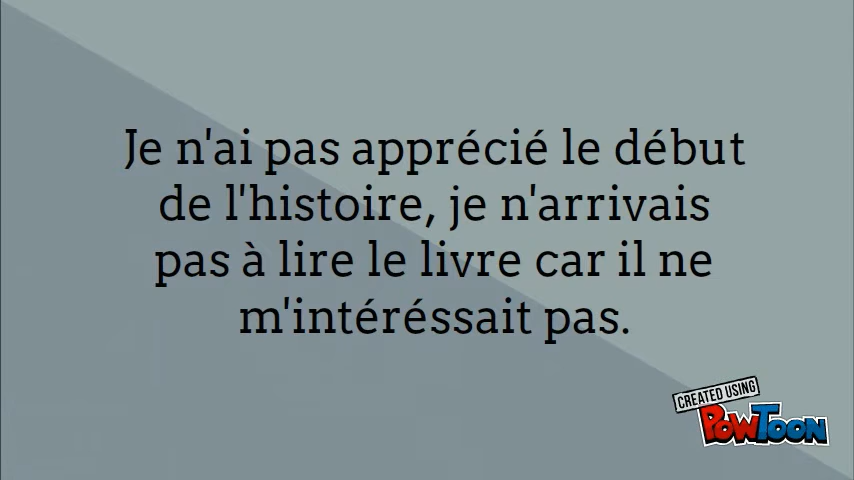 Je n'ai pas apprécié le début
de l'histoire, je n'arrivais
pas à lire le livre car il ne
m'intéréssait pas.
CREATED USING
POWTOON